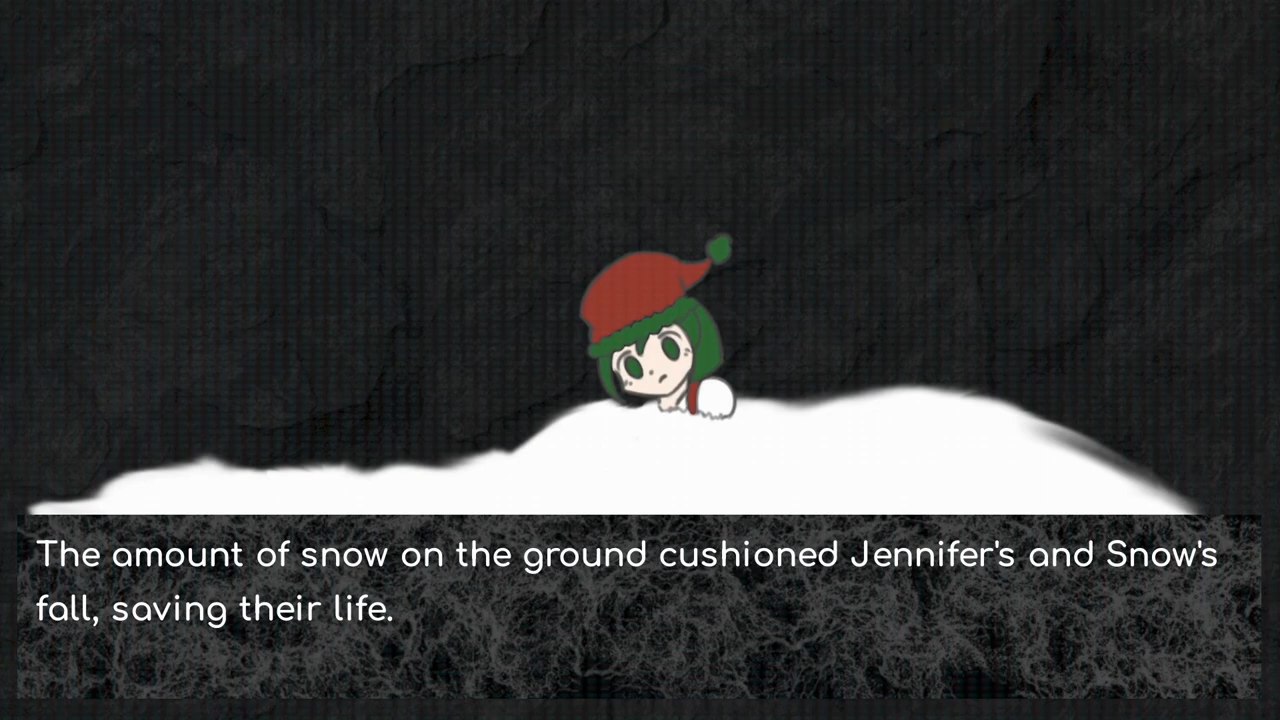 The amount of snow on the ground cushioned Jennifer's and Snow's
fall, saving their life.